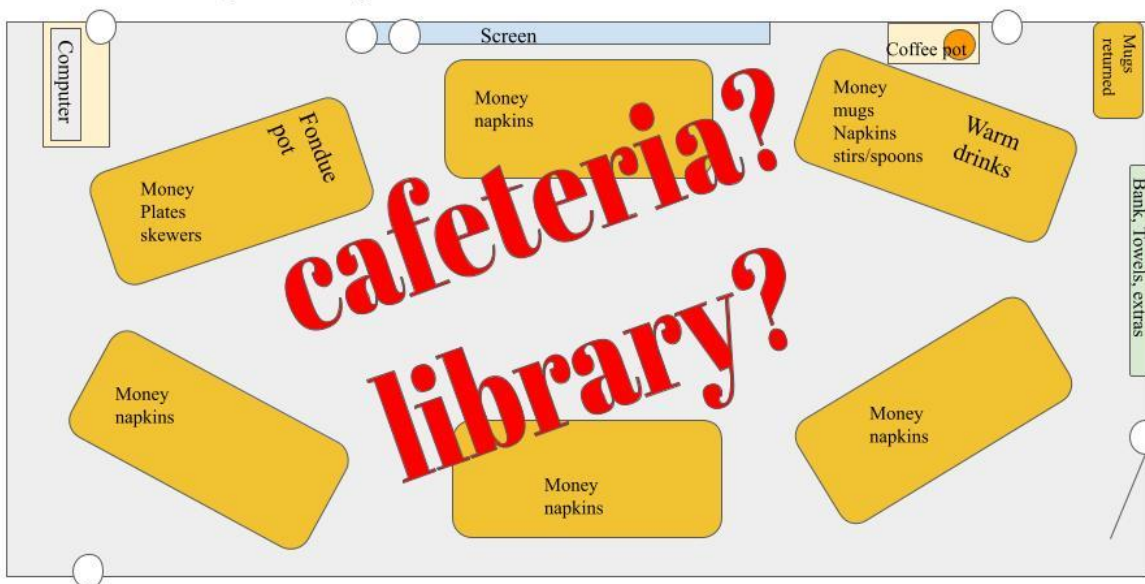 Computer
Screen
Coffee pot
Mugs
returned
Fondue
pot
Money
Plates
skewers
Money
napkins
Money
mugs
Napkins
stirs/spoons
Warm
drinks
Bank, Towels, extras
cafeteria?
library?
Money
napkins
Money
napkins
Money
napkins